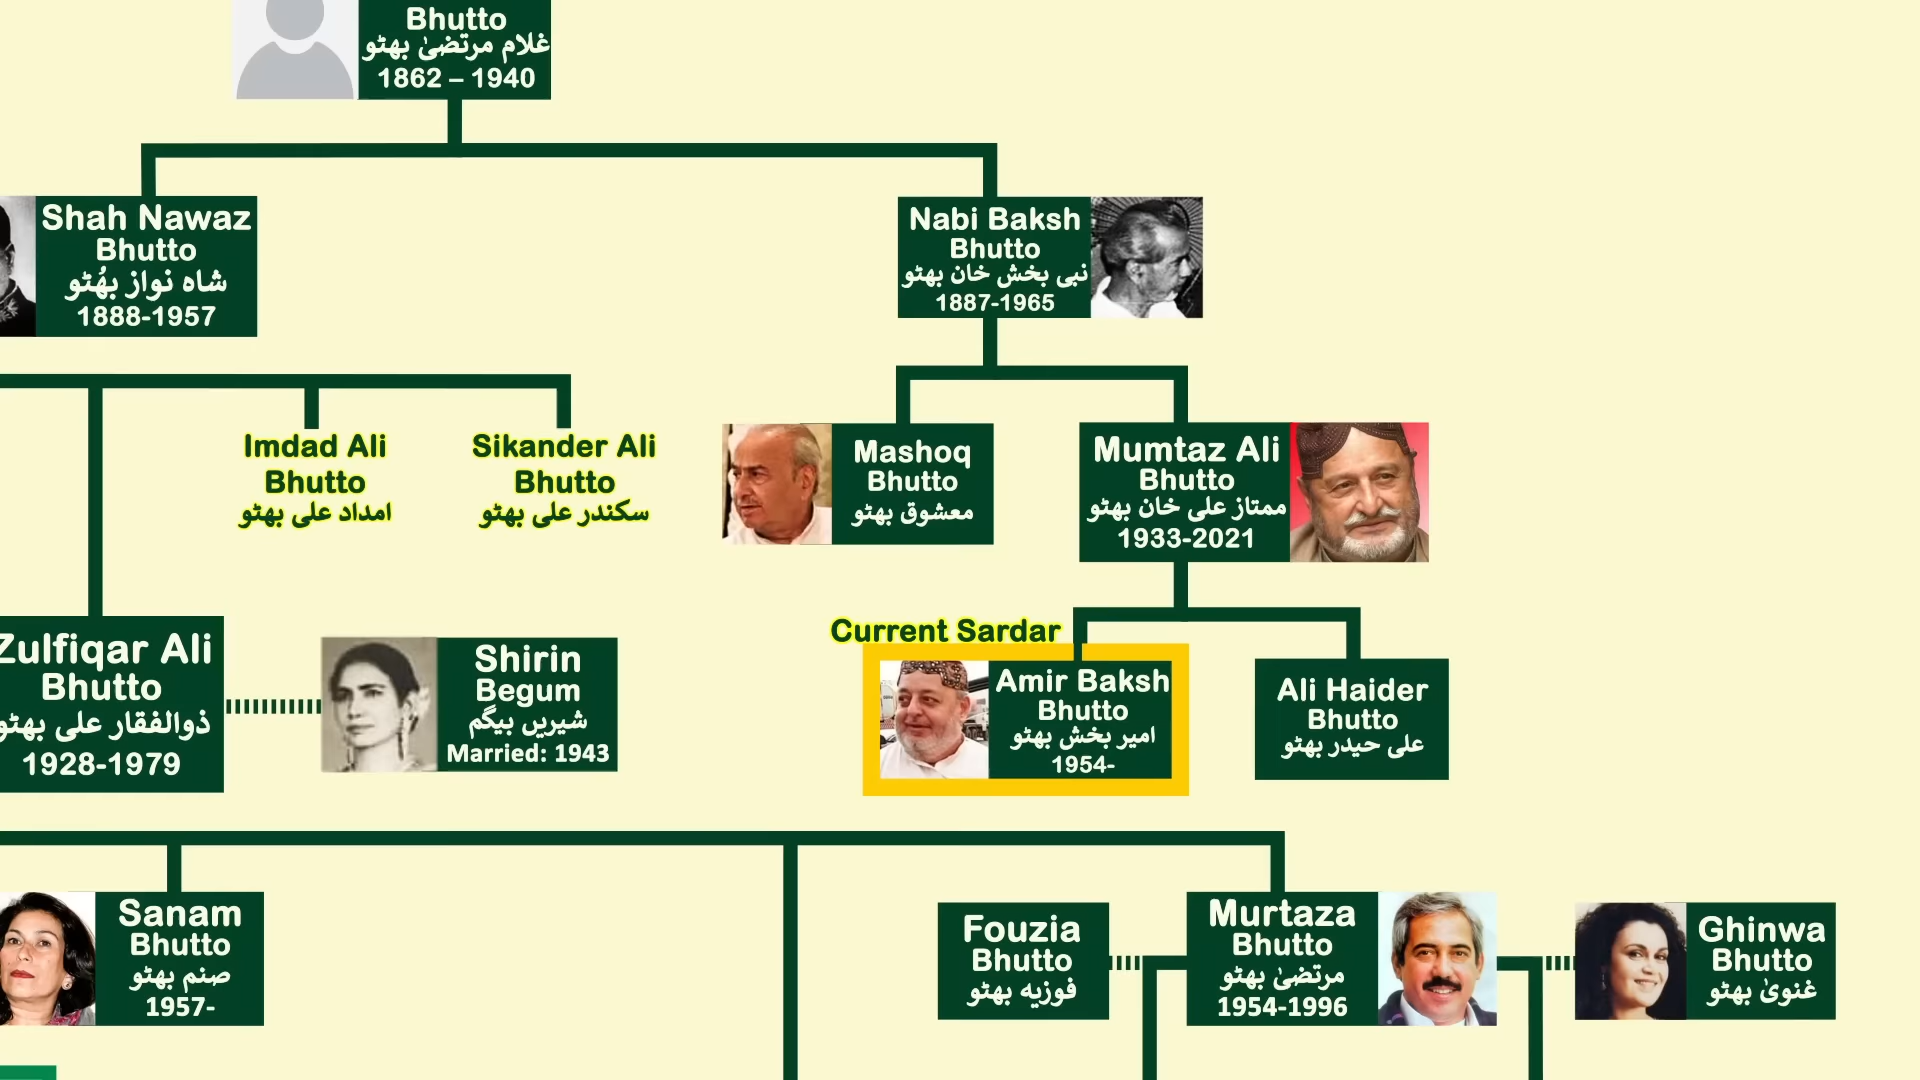 Bhutto
غلام مرتضیٰ بھٹو
1862 – 1940
Shah Nawaz
Bhutto
شاہ نواز بھُٹو
1888-1957
Nabi Baksh
Bhutto
نبی بخش خان بھٹو
1887-1965
Imdad Ali
Bhutto
امداد علی بھٹو
Sikander Ali
Bhutto
سکندر علی بھٹو
Mashoq
Bhutto
معشوق بھٹو
Mumtaz Ali
Bhutto
ممتاز علی خان بھٹو
1933-2021
Zulfiqar Ali
Bhutto
ذوالفقار علی بھٹو
1928-1979
Shirin
Begum
شیریں بیگم
Married: 1943
Current Sardar
Amir Baksh
Bhutto
امیر بخش بھٹو
1954-
Ali Haider
Bhutto
علی حیدر بھٹو
Sanam
Bhutto
صنم بھٹو
1957-
Fouzia
Bhutto
فوزیہ بھٹو
Murtaza
Bhutto
مرتضیٰ بھٹو
1954-1996
Ghinwa
Bhutto
غنویٰ بھٹو